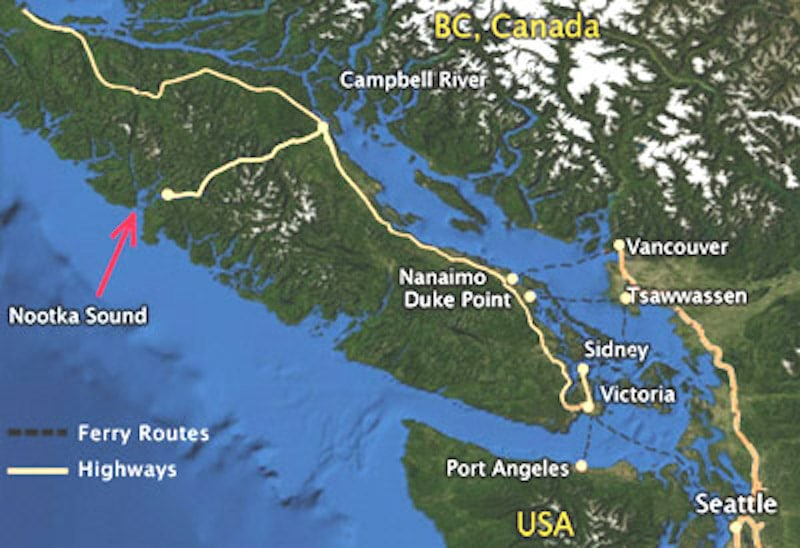 BC, Canada
Campbell River
Vancouver
Nanaimo
Duke Point
Tsawwassen
Nootka Sound
Sidney
Victoria
Ferry Routes
Highways
Port Angeles
Seattle
USA